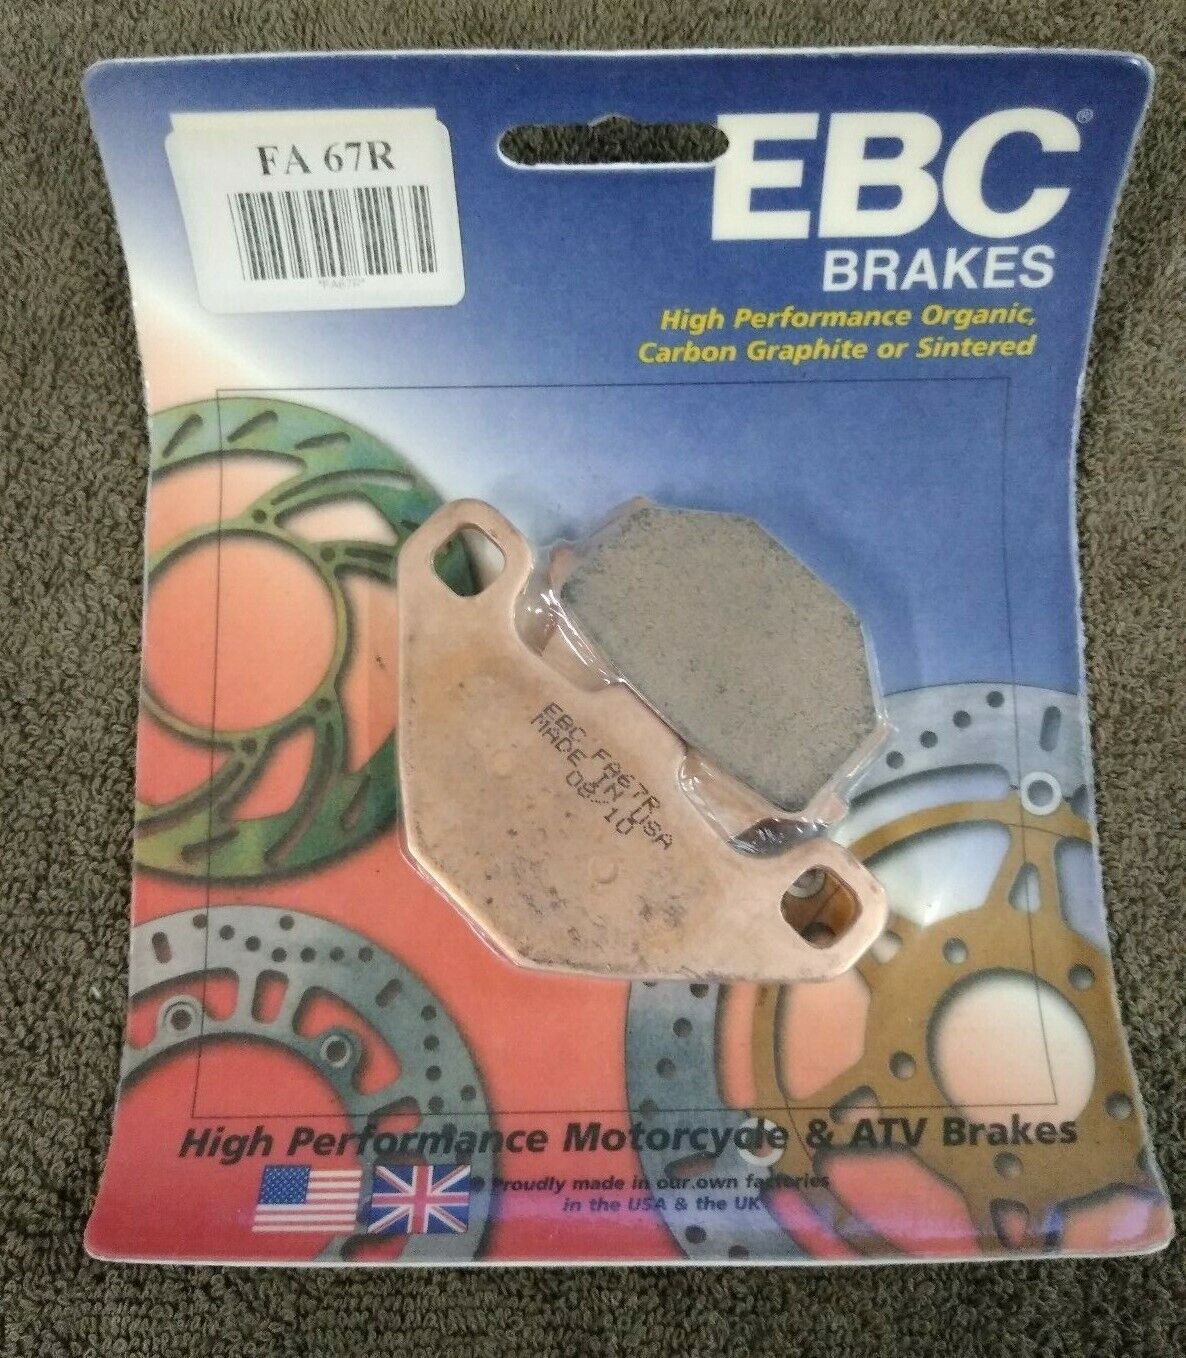 FA 67R
*FA67R*
EBC®
BRAKES
High Performance Organic,
Carbon Graphite or Sintered
EBC FA67R
MADE IN USA
08/10
High Performance Motorcycle & ATV Brakes
Proudly made in our own factories
in the USA & the UK